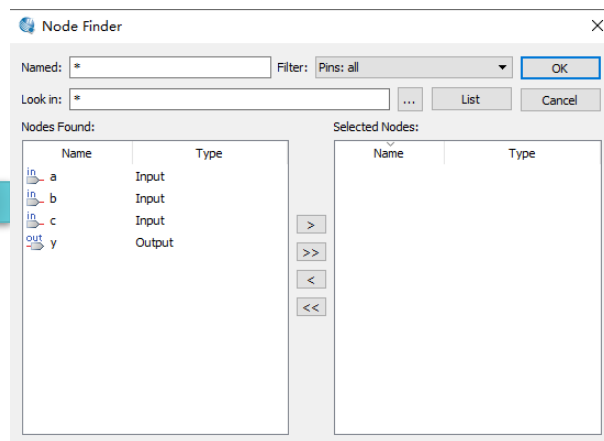 Node Finder
Named: * Filter: Pins: all OK
Look in: * ... List Cancel
Nodes Found: Selected Nodes:
Name Type Name Type
in a Input
in b Input
in c Input
out y Output
>
>>
<
<<